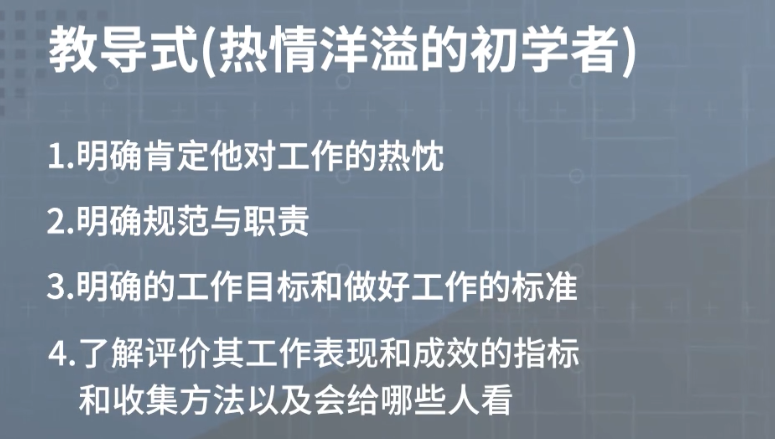 教导式(热情洋溢的初学者)
1.明确肯定他对工作的热忱
2.明确规范与职责
3.明确的工作目标和做好工作的标准
4.了解评价其工作表现和成效的指标
和收集方法以及会给哪些人看